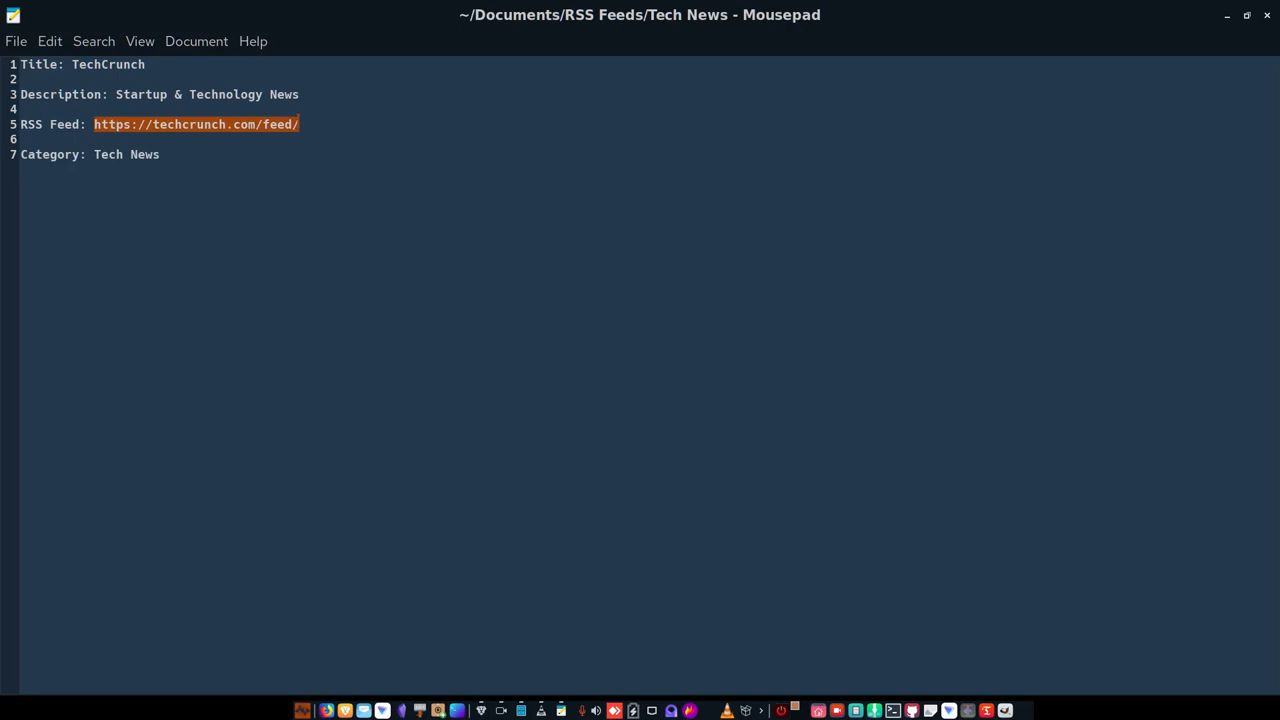 ~/Documents/RSS Feeds/Tech News - Mousepad
File Edit Search View Document Help
1 Title: TechCrunch
2
3 Description: Startup & Technology News
4
5 RSS Feed: https://techcrunch.com/feed/
6
7 Category: Tech News